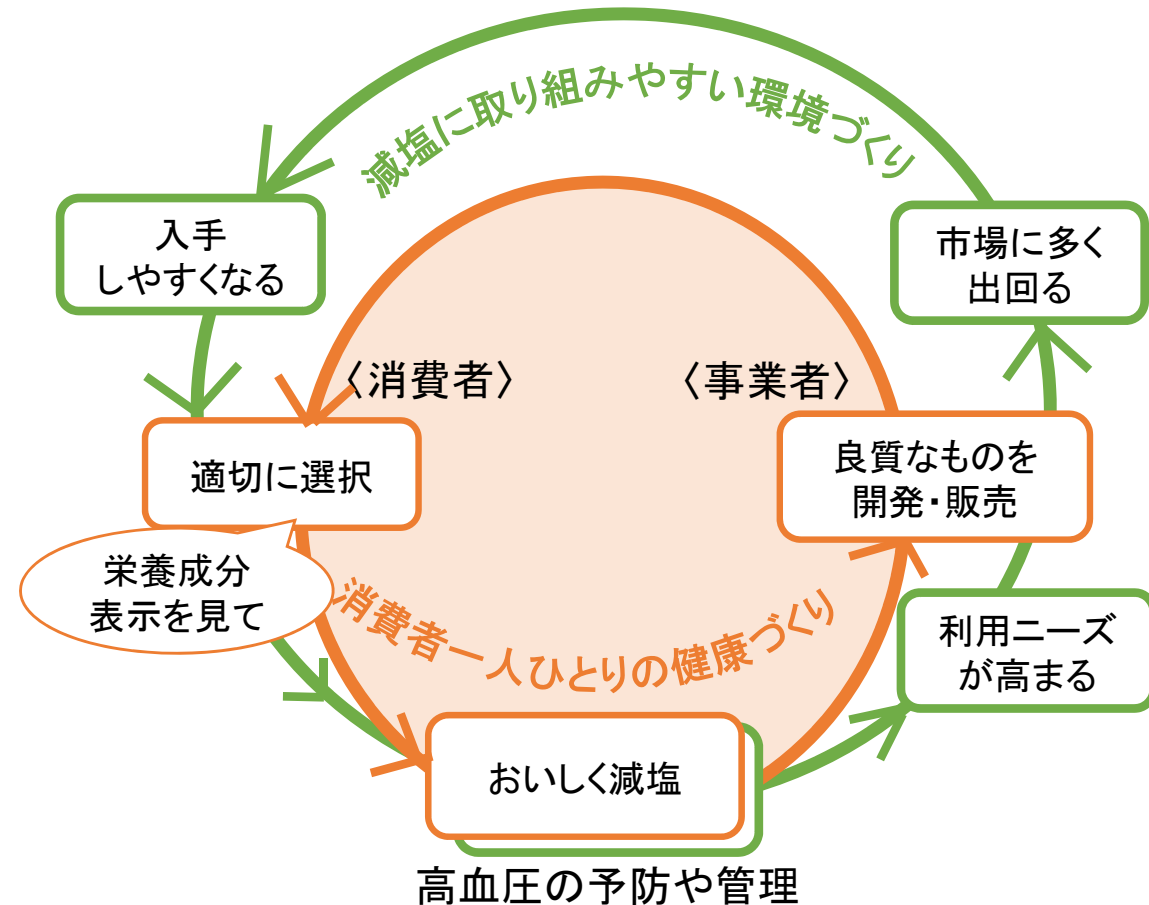 減塩に取り組みやすい環境づくり
入手
しやすくなる
市場に多く
出回る
〈消費者〉
〈事業者〉
適切に選択
良質なものを
開発・販売
栄養成分
表示を見て
消費者一人ひとりの健康づくり
利用ニーズ
が高まる
おいしく減塩
高血圧の予防や管理